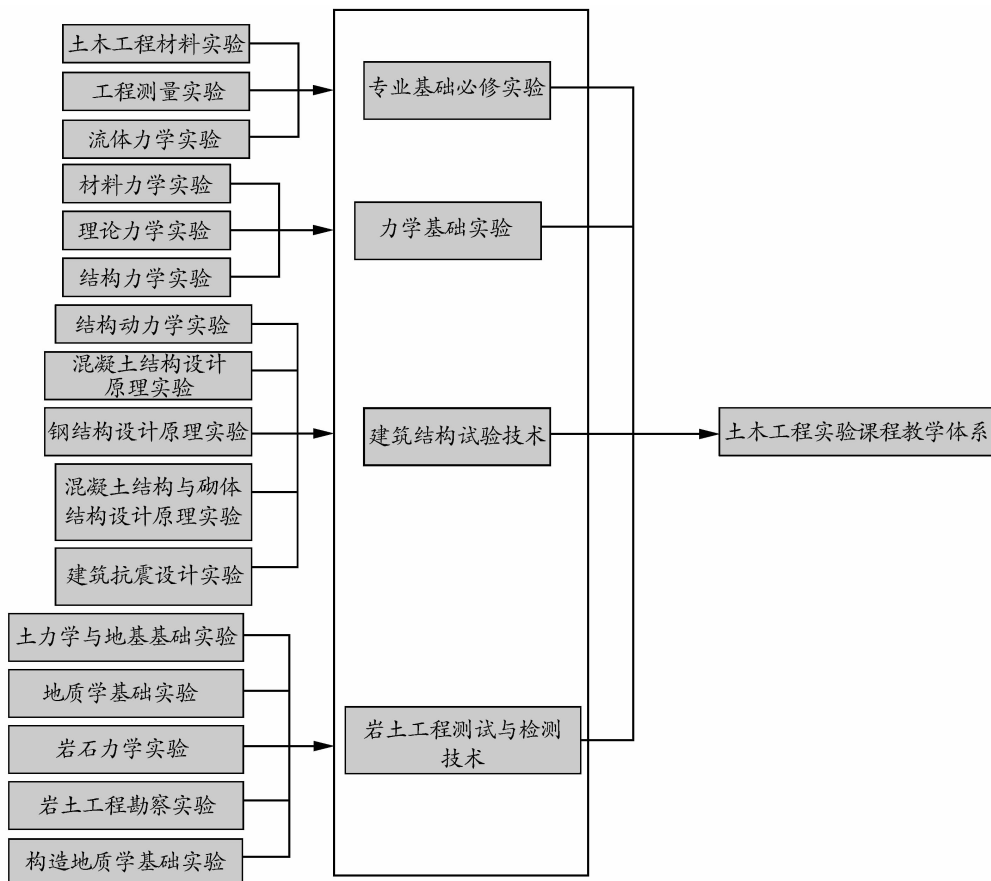 土木工程材料实验
工程测量实验
流体力学实验
材料力学实验
理论力学实验
结构力学实验
结构动力学实验
混凝土结构设计
原理实验
钢结构设计原理实验
混凝土结构与砌体
结构设计原理实验
建筑抗震设计实验
土力学与地基基础实验
地质学基础实验
岩石力学实验
岩土工程勘察实验
构造地质学基础实验
专业基础必修实验
力学基础实验
建筑结构试验技术
岩土工程测试与检测
技术
土木工程实验课程教学体系